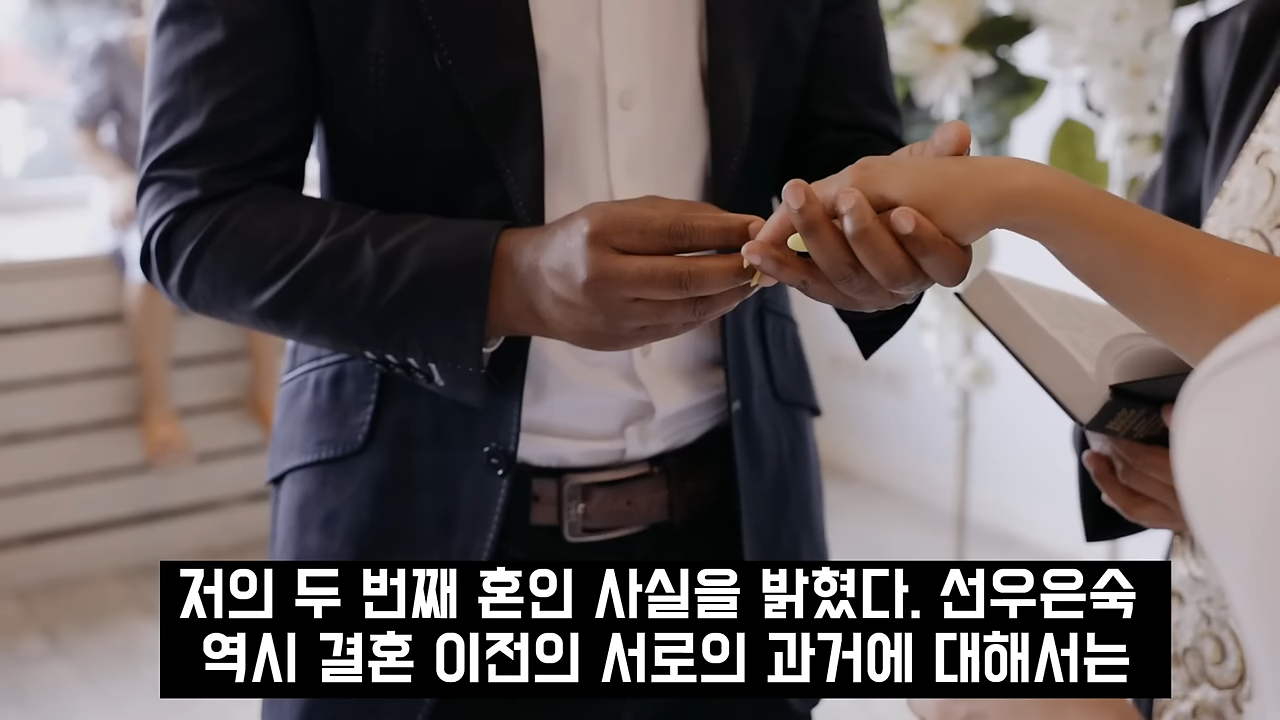 저의 두 번째 혼인 사실을 밝혔다. 선우은숙
역시 결혼 이전의 서로의 과거에 대해서는